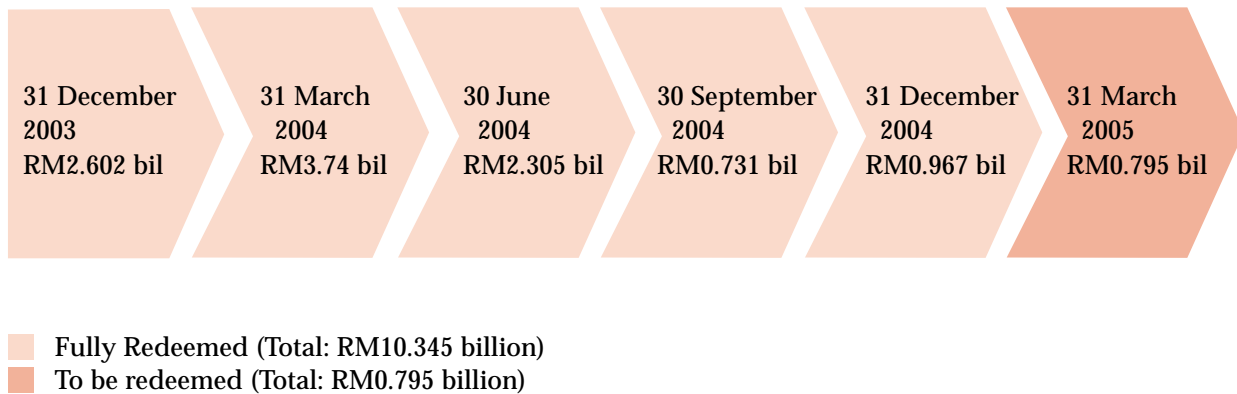 31 December
2003
RM2.602 bil
31 March
2004
RM3.74 bil
30 June
2004
RM2.305 bil
30 September
2004
RM0.731 bil
31 December
2004
RM0.967 bil
31 March
2005
RM0.795 bil
Fully Redeemed (Total: RM10.345 billion)
To be redeemed (Total: RM0.795 billion)